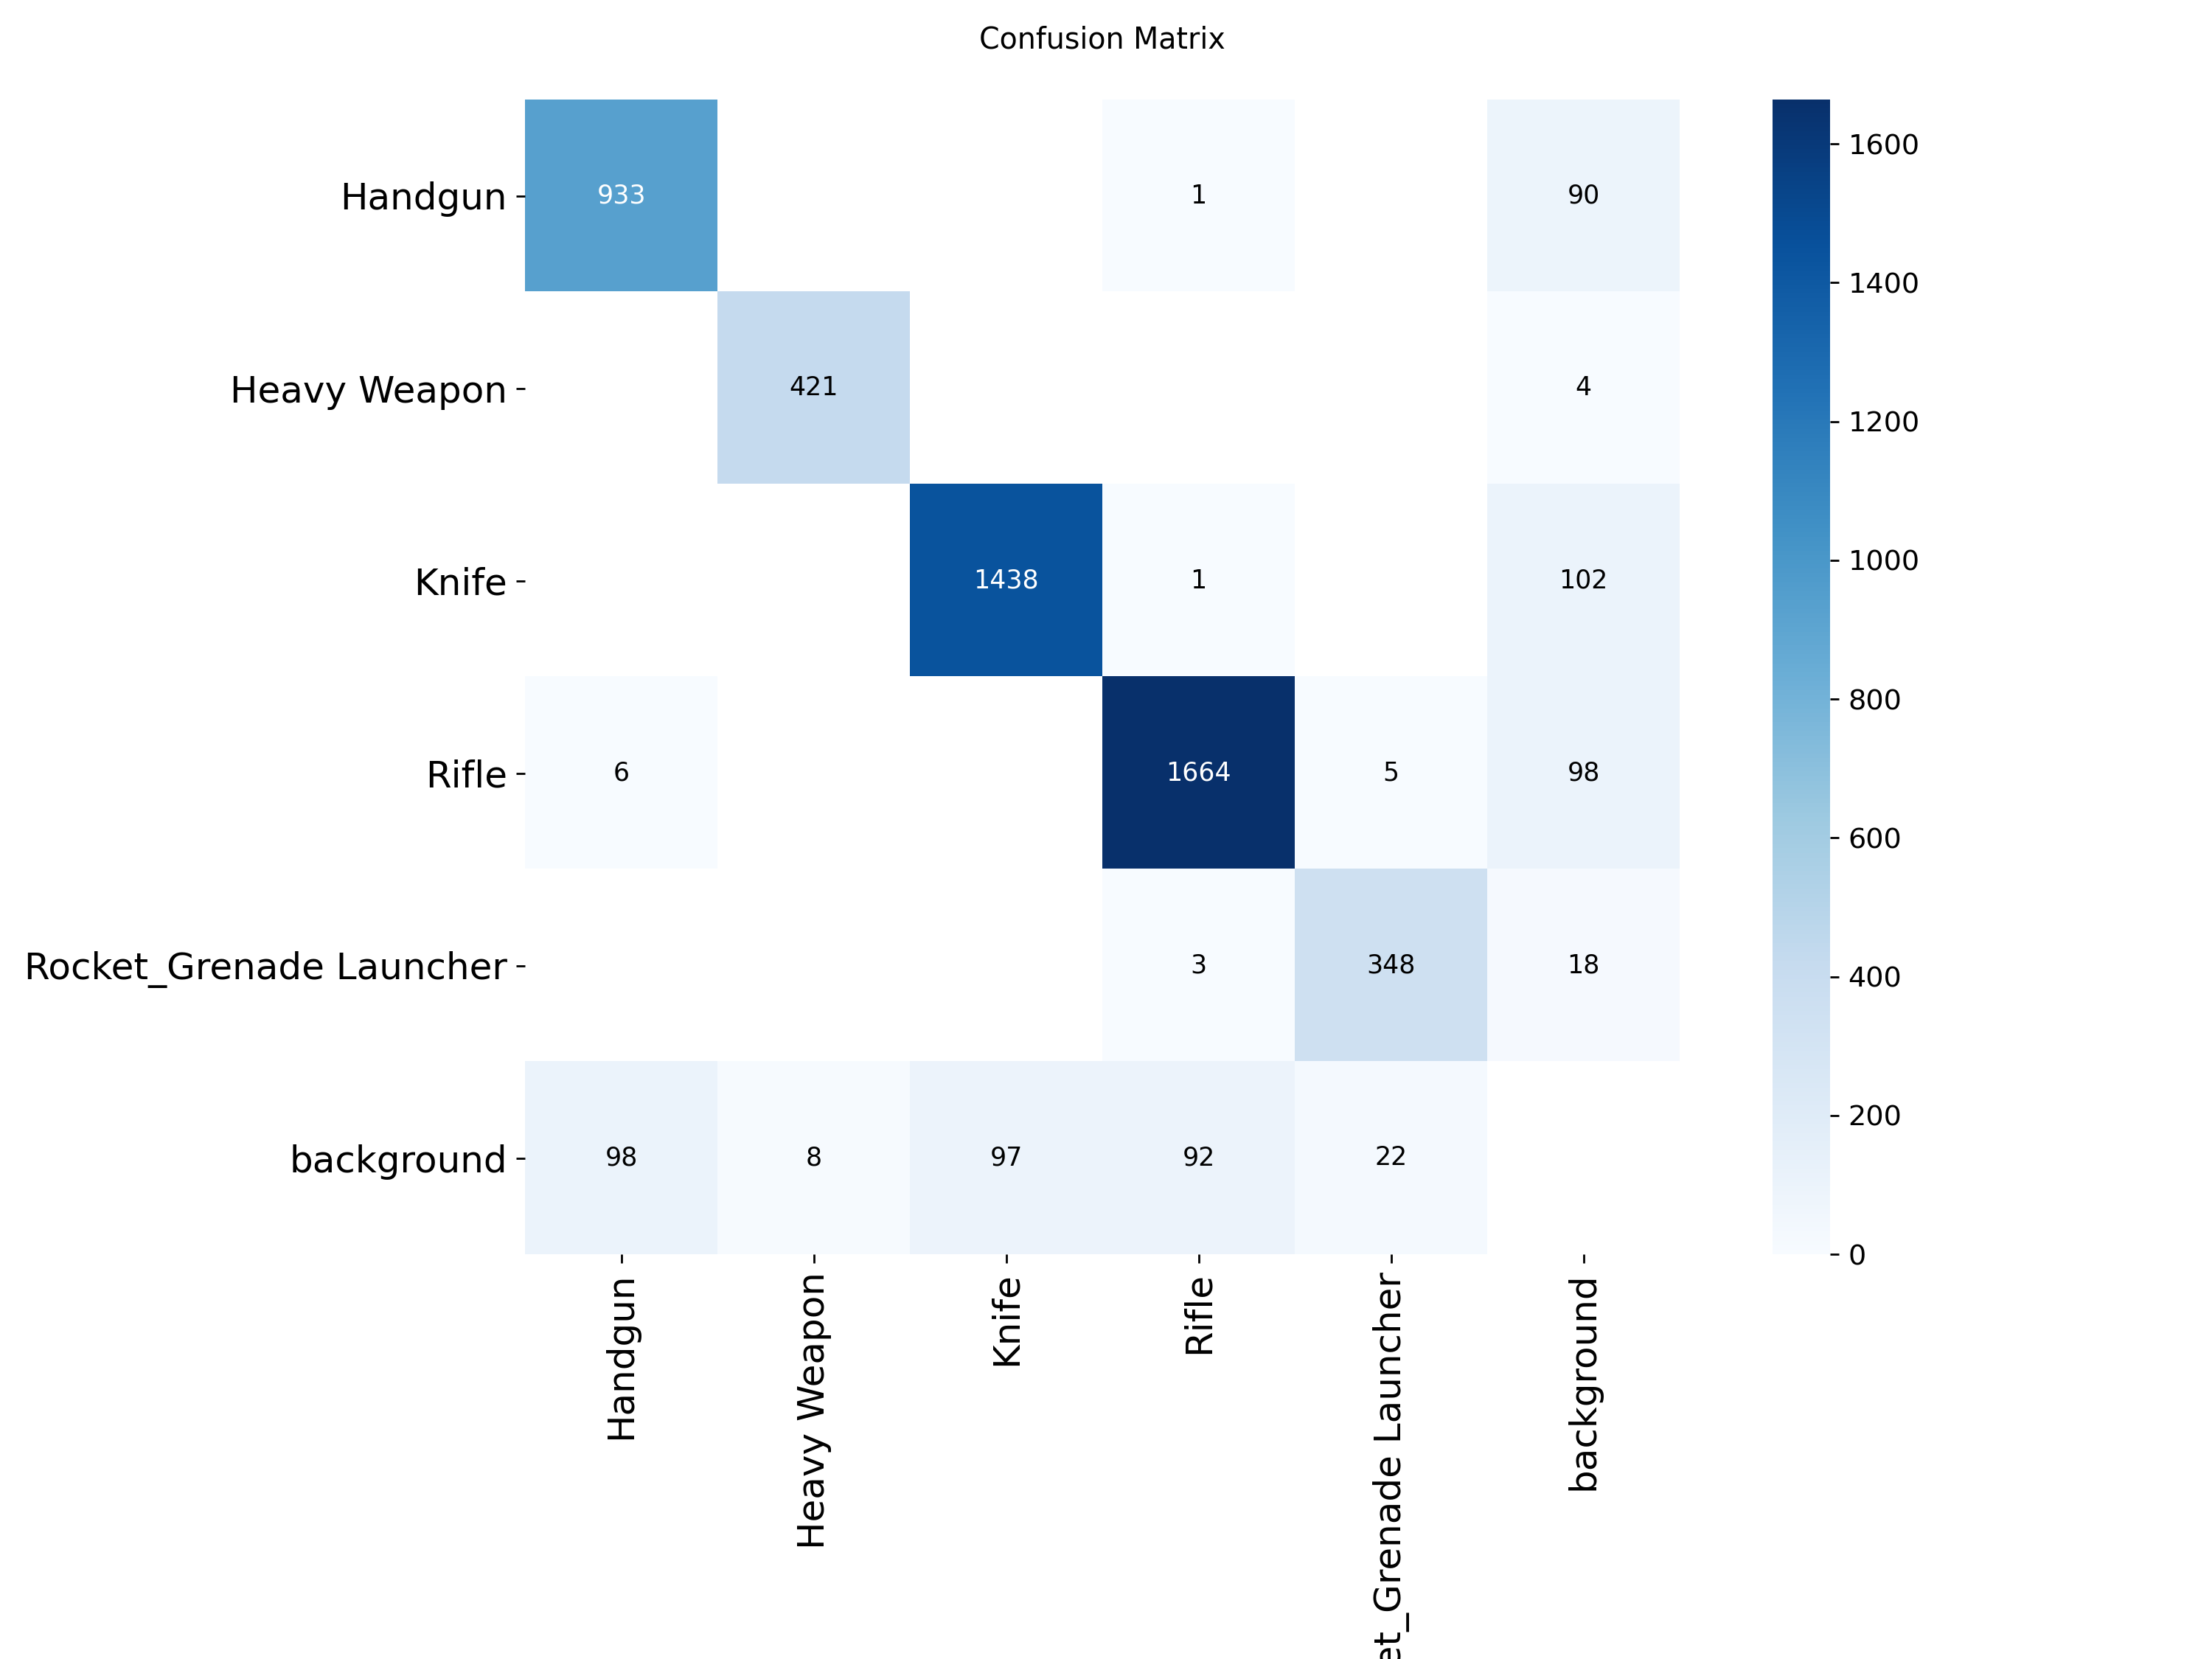 Confusion Matrix
Handgun 933 1 90
Heavy Weapon 421 4
Knife 1438 1 102
Rifle 6 1664 5 98
Rocket_Grenade Launcher 3 348 18
background 98 8 97 92 22
Handgun
Heavy Weapon
Knife
Rifle
et_Grenade Launcher
background
1600
1400
1200
1000
800
600
400
200
0